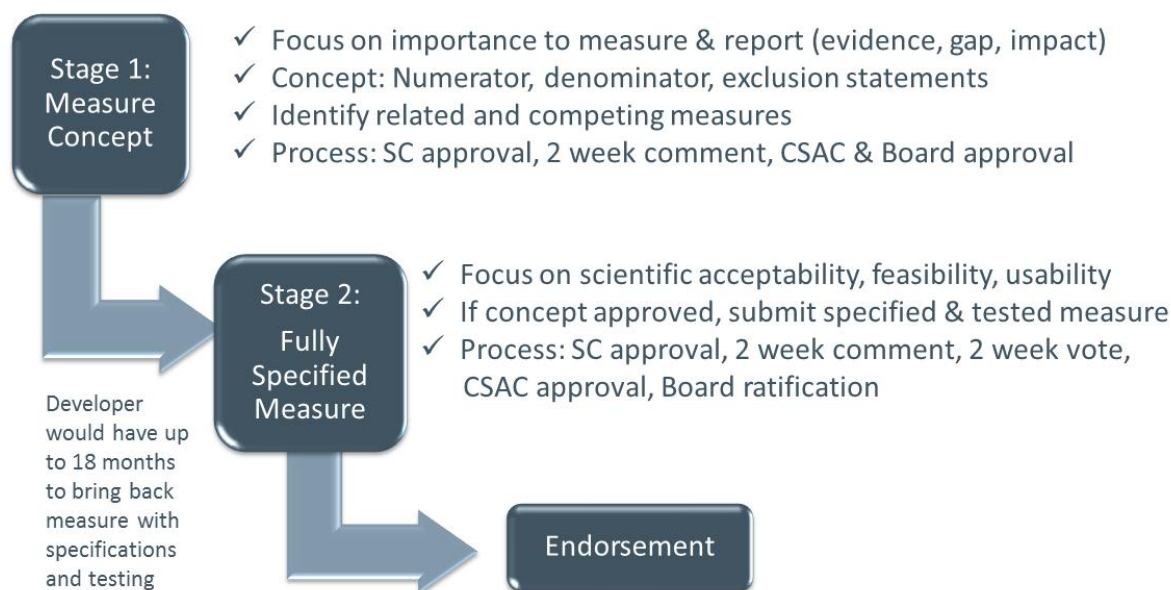 Stage 1:
Measure
Concept
✓ Focus on importance to measure & report (evidence, gap, impact)
✓ Concept: Numerator, denominator, exclusion statements
✓ Identify related and competing measures
✓ Process: SC approval, 2 week comment, CSAC & Board approval
Stage 2:
Fully
Specified
Measure
✓ Focus on scientific acceptability, feasibility, usability
✓ If concept approved, submit specified & tested measure
✓ Process: SC approval, 2 week comment, 2 week vote,
CSAC approval, Board ratification
Developer
would have up
to 18 months
to bring back
measure with
specifications
and testing
Endorsement